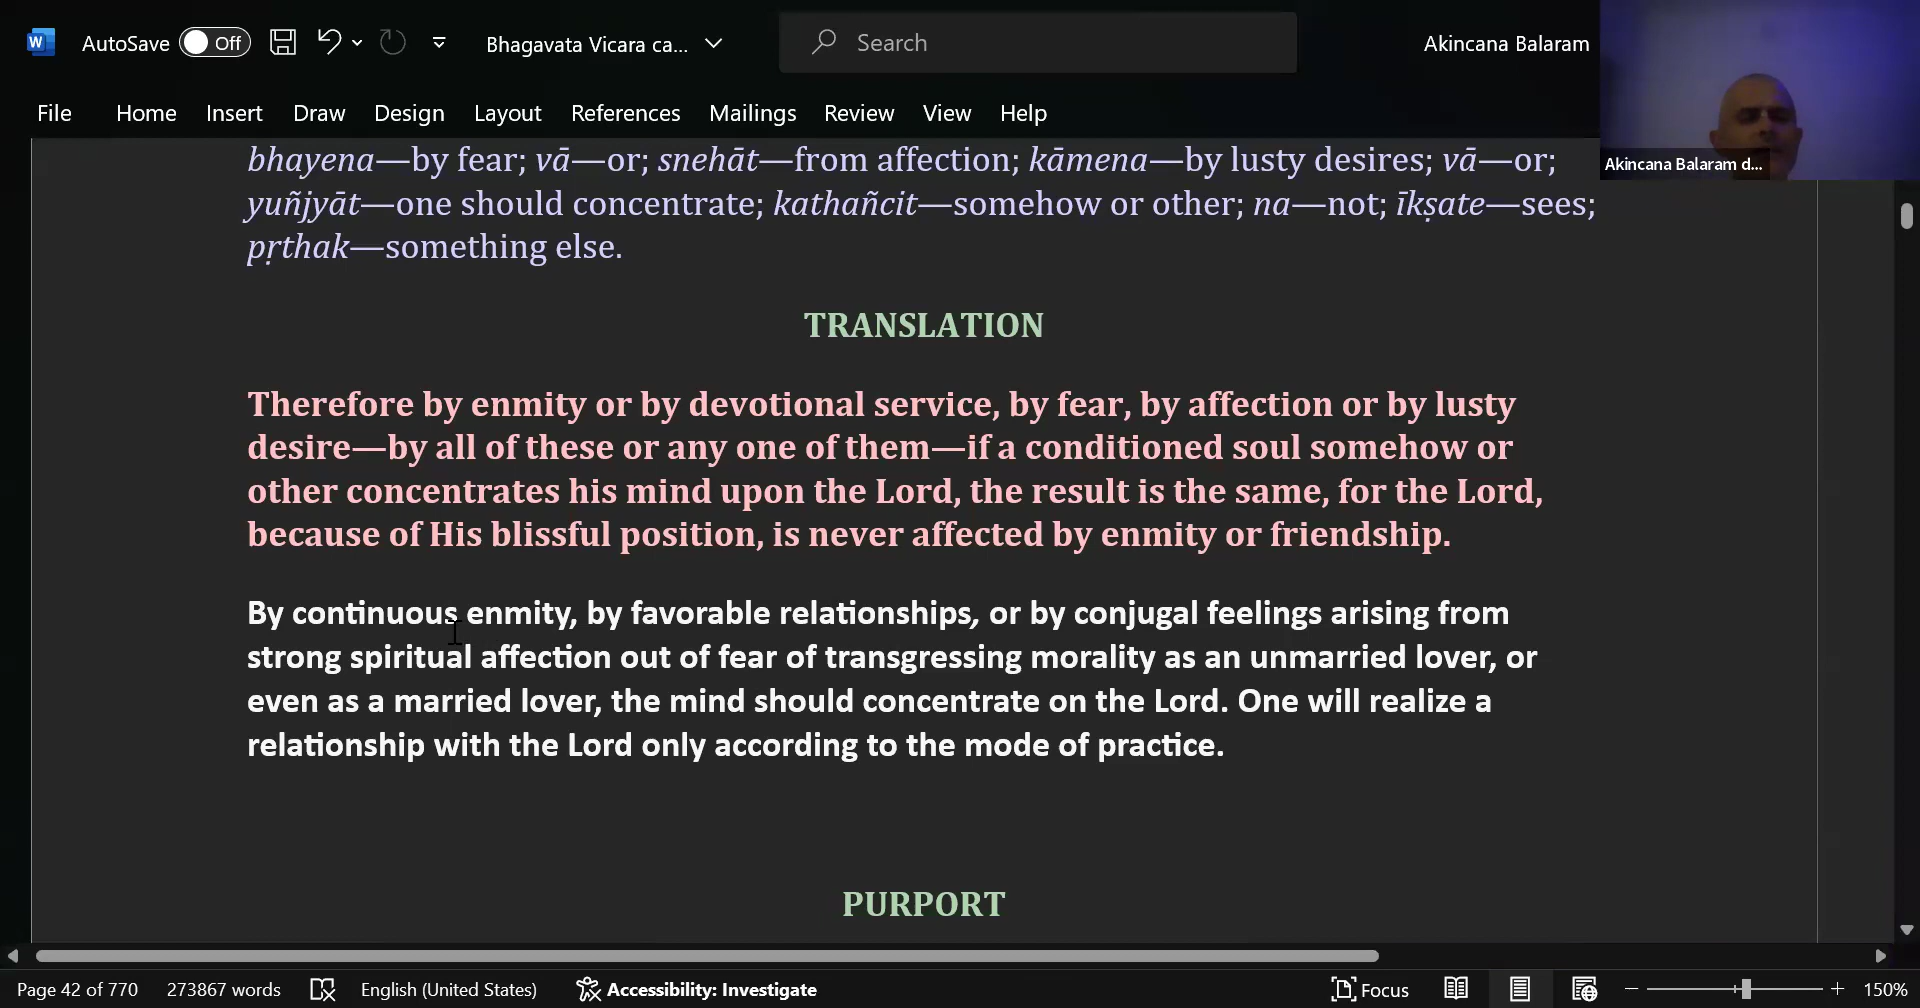 AutoSave Off Bhagavata Vicara ca... Search Akincana Balaram
File Home Insert Draw Design Layout References Mailings Review View Help
Akincana Balaram d...
bhayena—by fear; vā—or; snehāt—from affection; kāmena—by lusty desires; vā—or;
yuñjyāt—one should concentrate; kathañcit—somehow or other; na—not; īkṣate—sees;
pṛthak—something else.
TRANSLATION
Therefore by enmity or by devotional service, by fear, by affection or by lusty
desire—by all of these or any one of them—if a conditioned soul somehow or
other concentrates his mind upon the Lord, the result is the same, for the Lord,
because of His blissful position, is never affected by enmity or friendship.
By continuous enmity, by favorable relationships, or by conjugal feelings arising from
strong spiritual affection out of fear of transgressing morality as an unmarried lover, or
even as a married lover, the mind should concentrate on the Lord. One will realize a
relationship with the Lord only according to the mode of practice.
PURPORT
Page 42 of 770 273867 words English (United States) Accessibility: Investigate Focus 150%